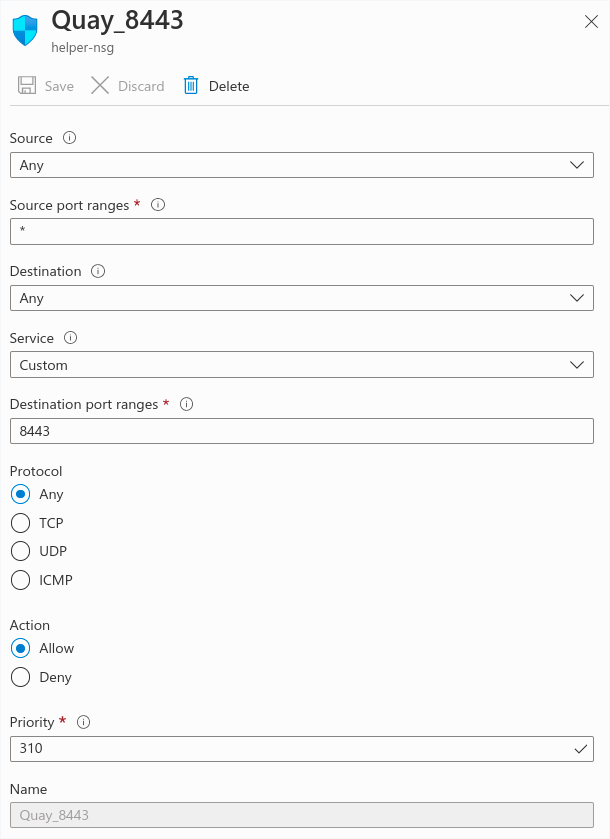 Quay_8443
helper-nsg
Save Discard Delete
Source
Any
Source port ranges *
*
Destination
Any
Service
Custom
Destination port ranges *
8443
Protocol
Any
TCP
UDP
ICMP
Action
Allow
Deny
Priority *
310
Name
Quay_8443